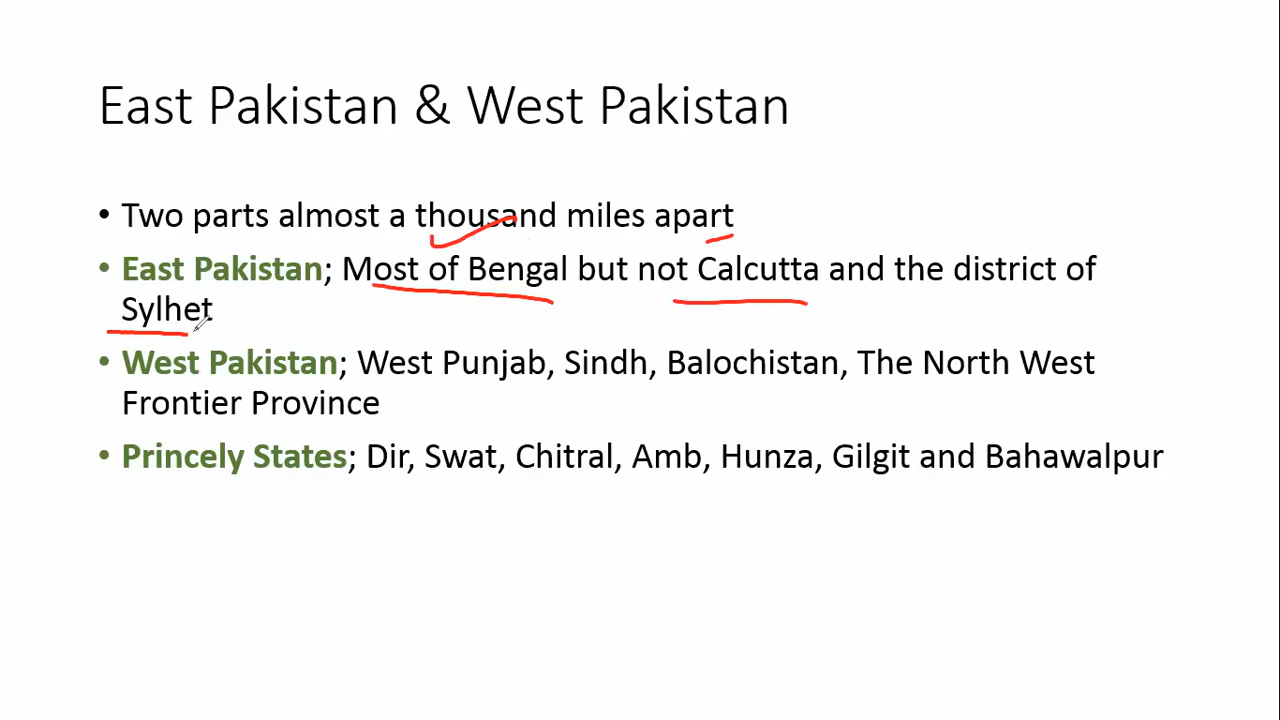 East Pakistan & West Pakistan
• Two parts almost a thousand miles apart
• East Pakistan; Most of Bengal but not Calcutta and the district of
Sylhet
• West Pakistan; West Punjab, Sindh, Balochistan, The North West
Frontier Province
• Princely States; Dir, Swat, Chitral, Amb, Hunza, Gilgit and Bahawalpur